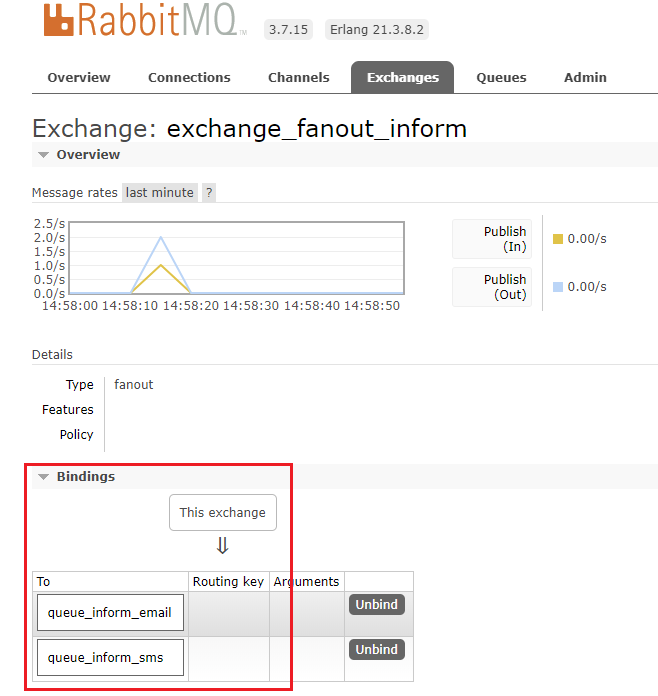 RabbitMQ TM 3.7.15 Erlang 21.3.8.2
Overview Connections Channels Exchanges Queues Admin
Exchange: exchange_fanout_inform
Overview
Message rates last minute ?
2.5/s
2.0/s
1.5/s
1.0/s
0.5/s
0.0/s
14:58:00 14:58:10 14:58:20 14:58:30 14:58:40 14:58:50
Publish
(In)
0.00/s
Publish
(Out)
0.00/s
Details
Type fanout
Features
Policy
Bindings
This exchange
⇓
To Routing key Arguments
queue_inform_email Unbind
queue_inform_sms Unbind